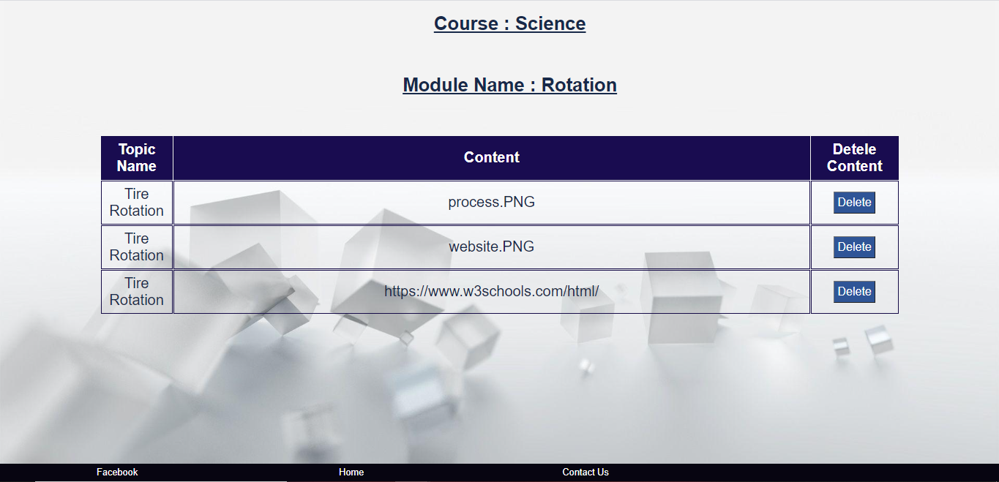 Course : Science
Module Name : Rotation
Topic Name
Content
Detele Content
Tire Rotation
process.PNG
Delete
Tire Rotation
website.PNG
Delete
Tire Rotation
https://www.w3schools.com/html/
Delete
Facebook
Home
Contact Us